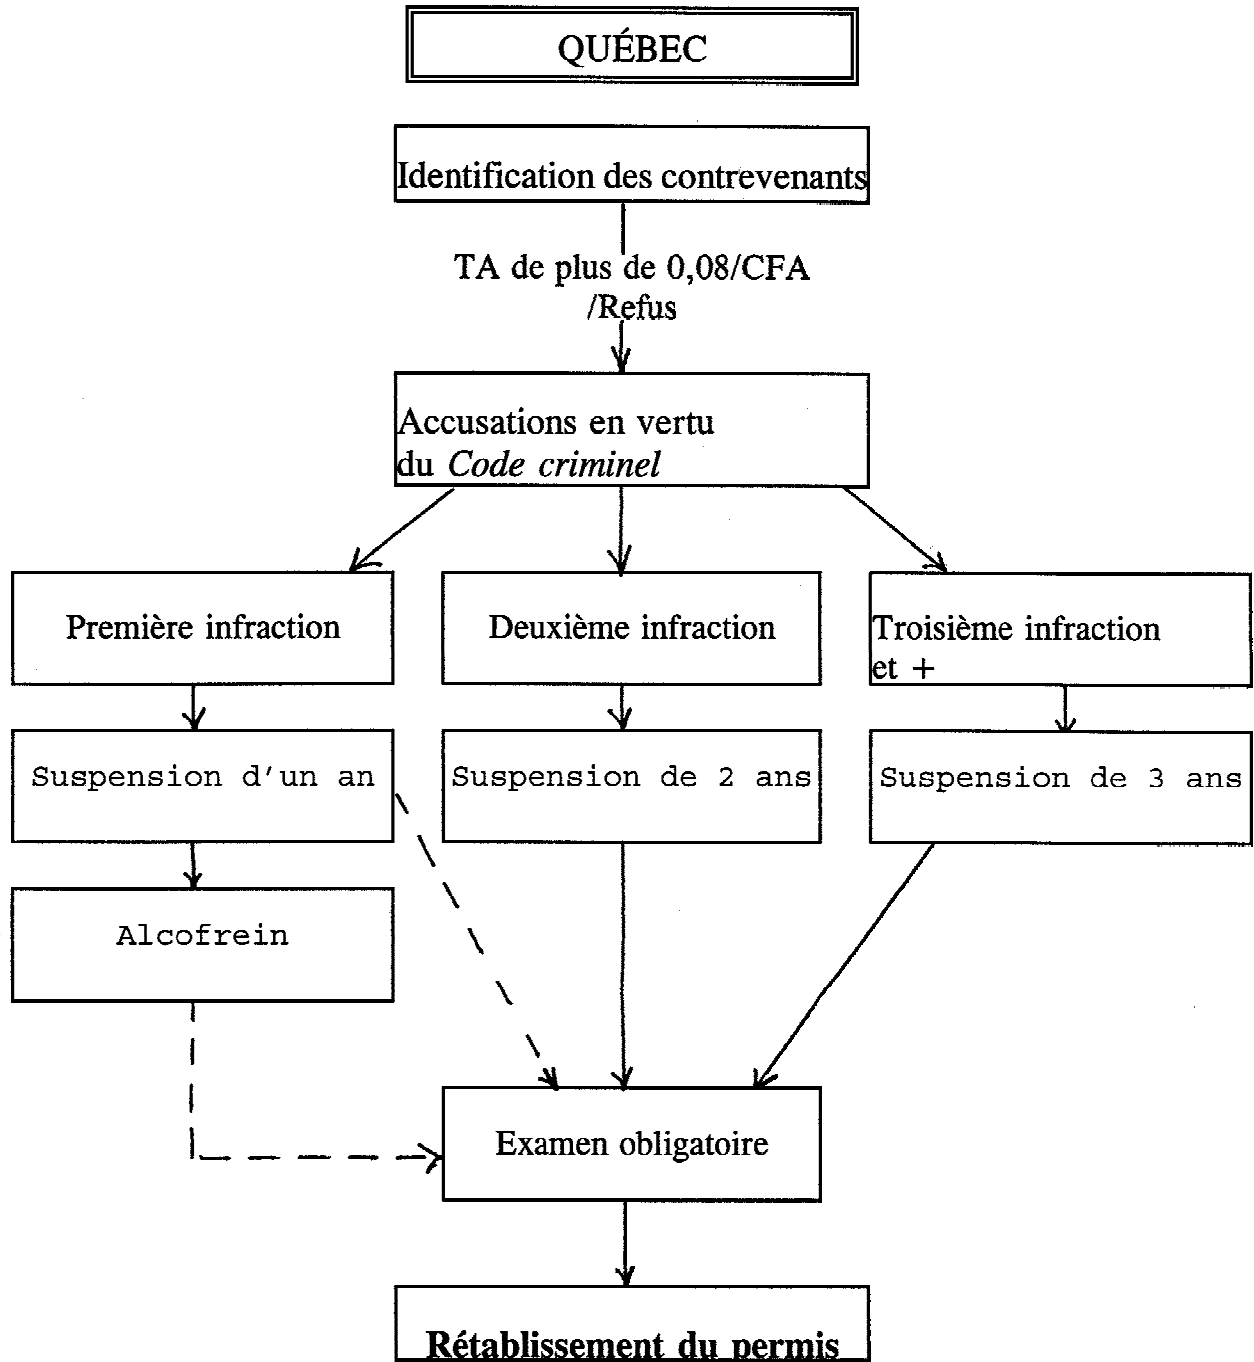 QUÉBEC
Identification des contrevenants
TA de plus de 0,08/CFA
/Refus
Accusations en vertu
du Code criminel
Première infraction
Deuxième infraction
Troisième infraction
et +
Suspension d'un an
Suspension de 2 ans
Suspension de 3 ans
Alcofrein
Examen obligatoire
Rétablissement du permis